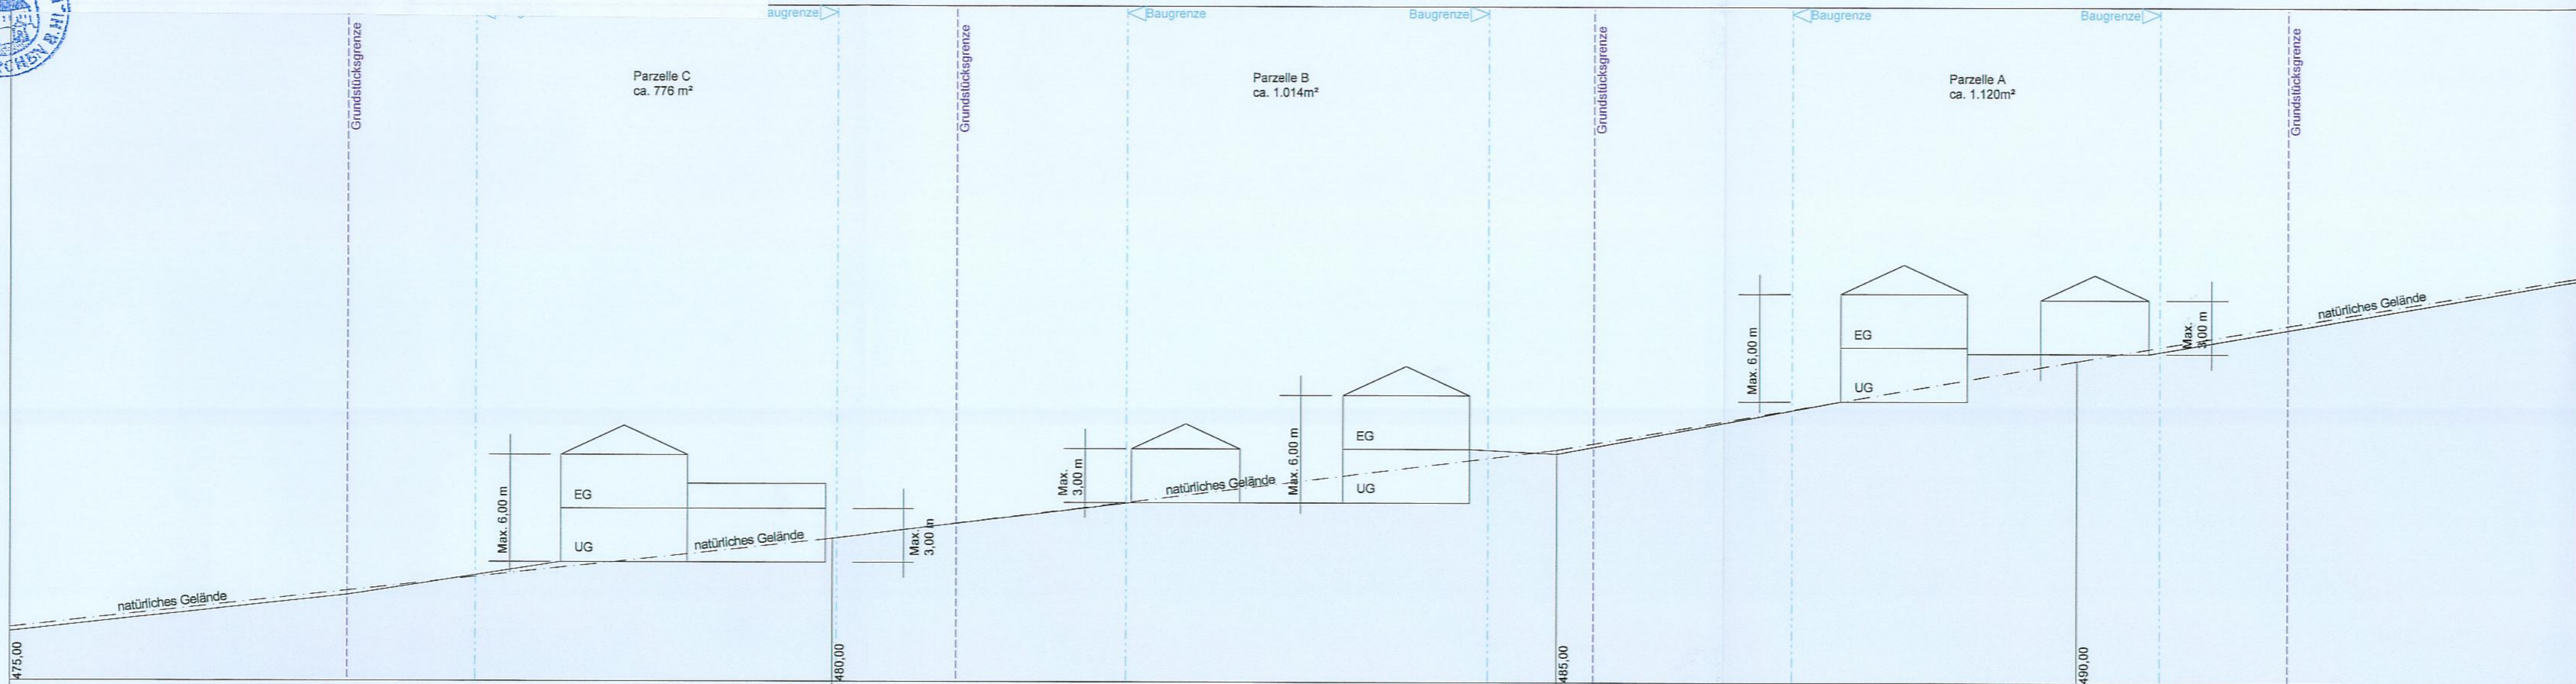 augrenze
Baugrenze
Baugrenze
Baugrenze
Baugrenze
Grundstücksgrenze
Grundstücksgrenze
Grundstücksgrenze
Grundstücksgrenze
Parzelle C
ca. 776 m²
Parzelle B
ca. 1.014m²
Parzelle A
ca. 1.120m²
natürliches Gelände
Max. 6,00 m
EG
UG
natürliches Gelände
Max.
3,00 m
Max.
3,00 m
natürliches Gelände
Max. 6,00 m
EG
UG
Max. 6,00 m
EG
UG
Max.
3,00 m
natürliches Gelände
475,00
480,00
485,00
490,00